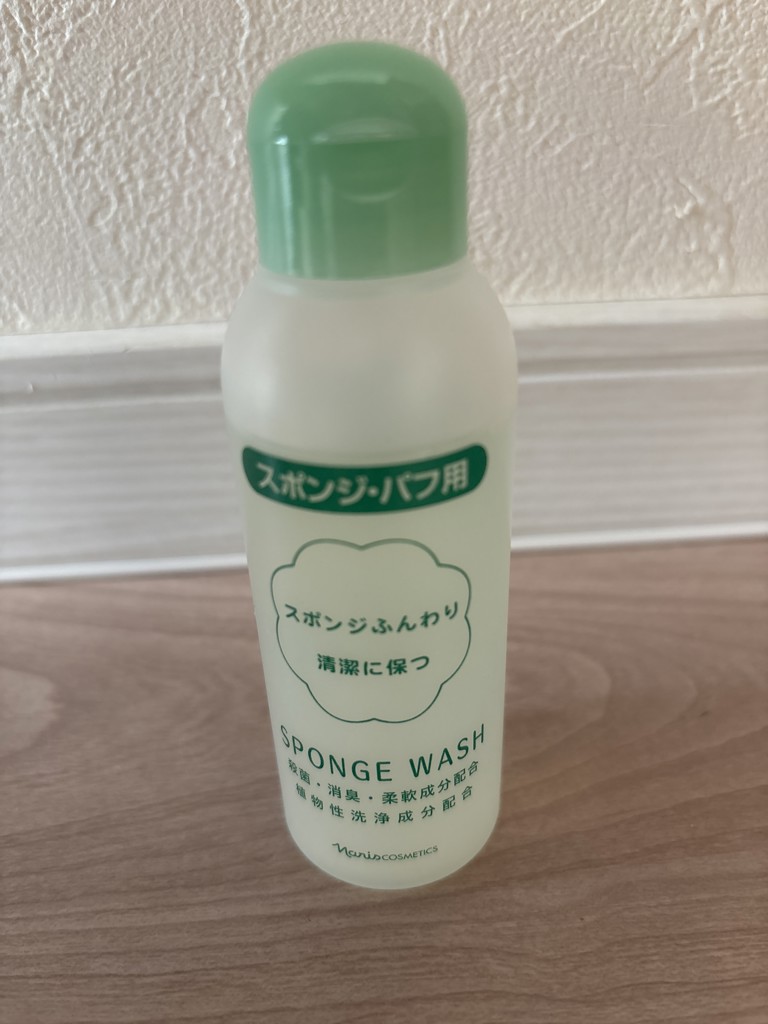 スポンジ・パフ用
スポンジふんわり
清潔に保つ
SPONGE WASH
殺菌・消臭・柔軟成分配合
植物性洗浄成分配合
Naris COSMETICS